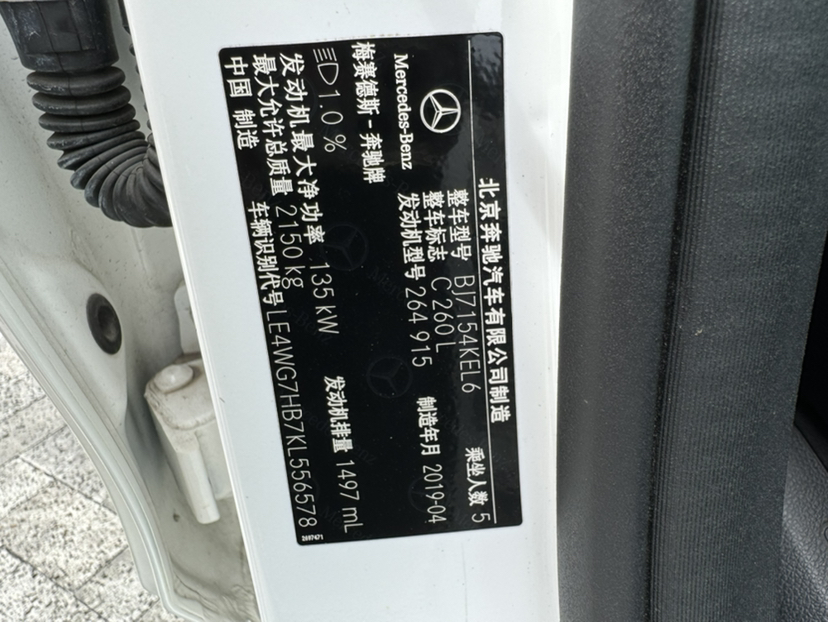 北京奔驰汽车有限公司制造
整车型号 BJ7154KEL6 乘坐人数 5
整车标志 C 260 L
发动机型号 264 915 制造年月 2019-04
Mercedes-Benz
梅赛德斯-奔驰牌
1.0 %
发动机最大净功率 135 kW 发动机排量 1497 mL
最大允许总质量 2150 kg
中国 制造 车辆识别代号 LE4WG7HB7KL556578
2697471